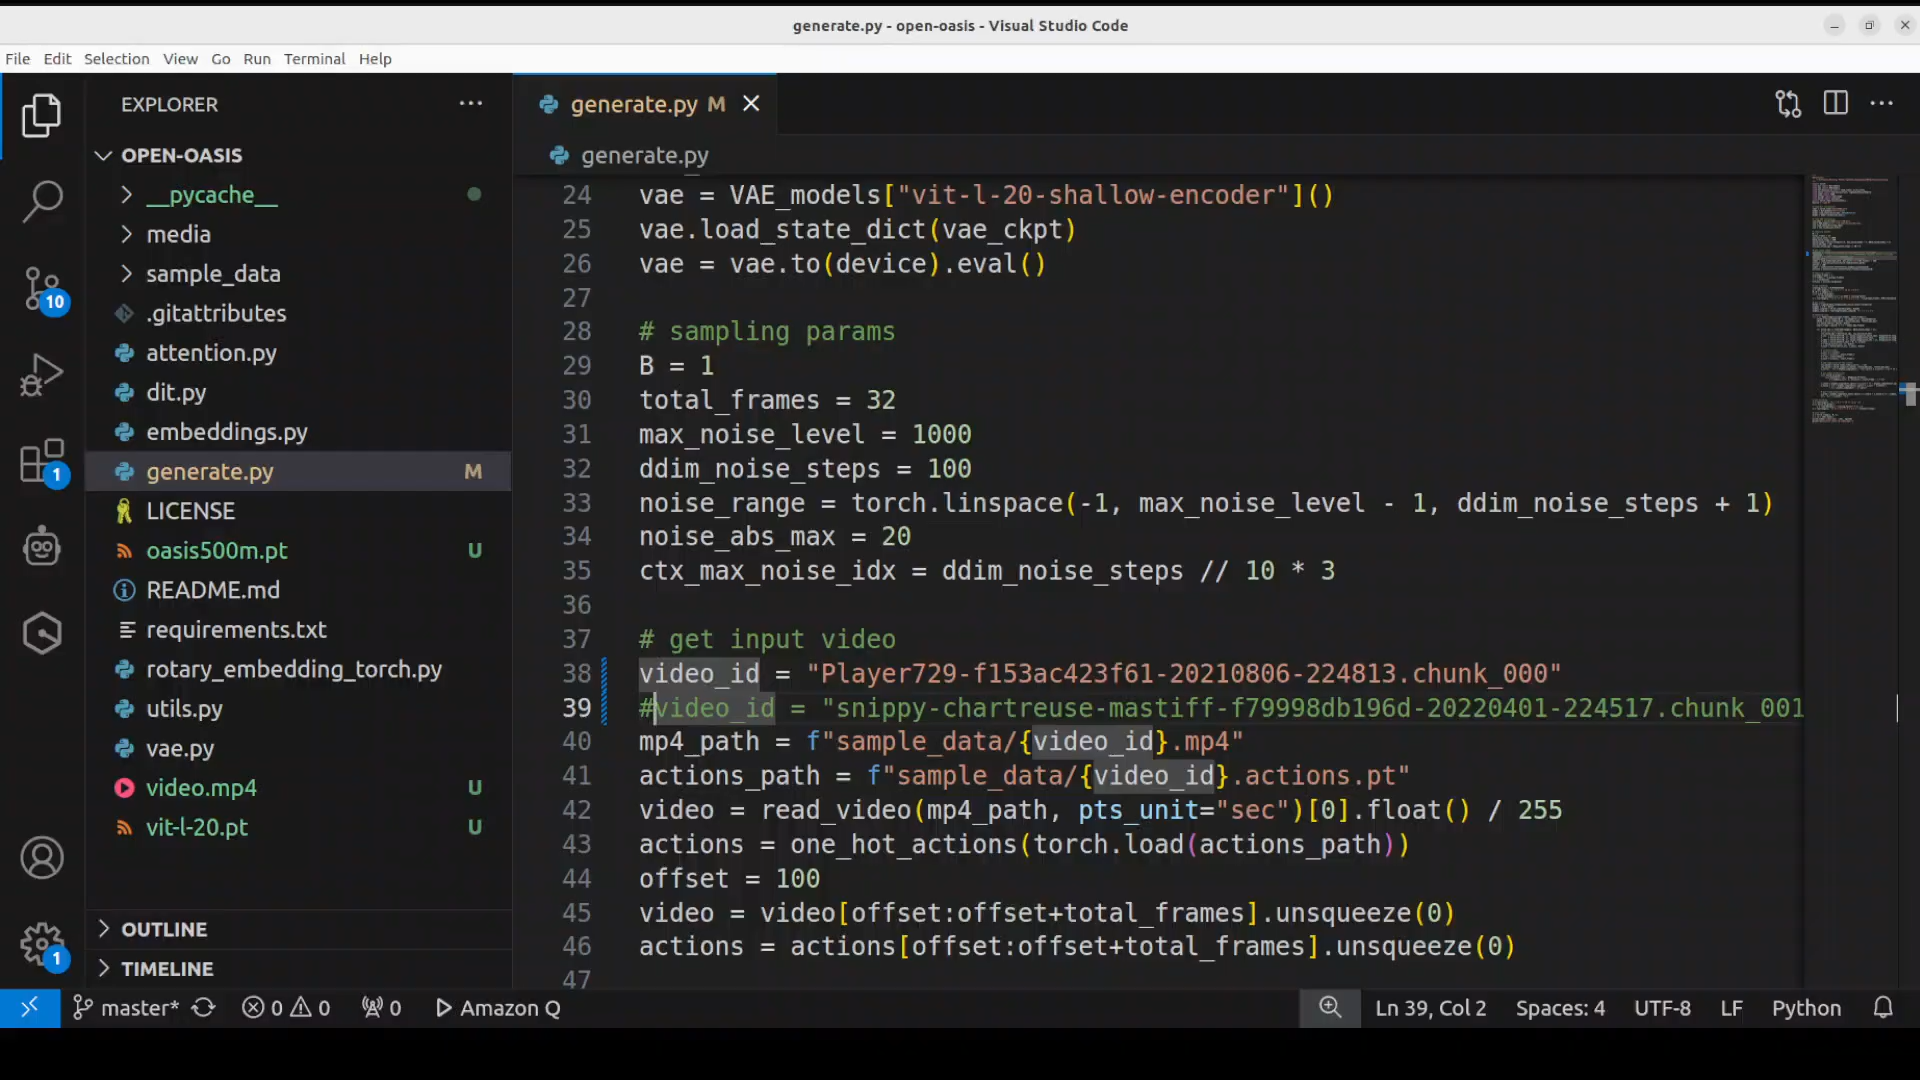 generate.py - open-oasis - Visual Studio Code
File Edit Selection View Go Run Terminal Help
EXPLORER
OPEN-OASIS
__pycache__
media
sample_data
.gitattributes
attention.py
dit.py
embeddings.py
generate.py M
LICENSE
oasis500m.pt U
README.md
requirements.txt
rotary_embedding_torch.py
utils.py
vae.py
video.mp4 U
vit-l-20.pt U
OUTLINE
TIMELINE
10
1
1
generate.py M
generate.py
24 vae = VAE_models["vit-l-20-shallow-encoder"]()
25 vae.load_state_dict(vae_ckpt)
26 vae = vae.to(device).eval()
27
28 # sampling params
29 B = 1
30 total_frames = 32
31 max_noise_level = 1000
32 ddim_noise_steps = 100
33 noise_range = torch.linspace(-1, max_noise_level - 1, ddim_noise_steps + 1)
34 noise_abs_max = 20
35 ctx_max_noise_idx = ddim_noise_steps // 10 * 3
36
37 # get input video
38 video_id = "Player729-f153ac423f61-20210806-224813.chunk_000"
39 #video_id = "snippy-chartreuse-mastiff-f79998db196d-20220401-224517.chunk_001
40 mp4_path = f"sample_data/{video_id}.mp4"
41 actions_path = f"sample_data/{video_id}.actions.pt"
42 video = read_video(mp4_path, pts_unit="sec")[0].float() / 255
43 actions = one_hot_actions(torch.load(actions_path))
44 offset = 100
45 video = video[offset:offset+total_frames].unsqueeze(0)
46 actions = actions[offset:offset+total_frames].unsqueeze(0)
47
master* 0 0 0 Amazon Q Ln 39, Col 2 Spaces: 4 UTF-8 LF Python